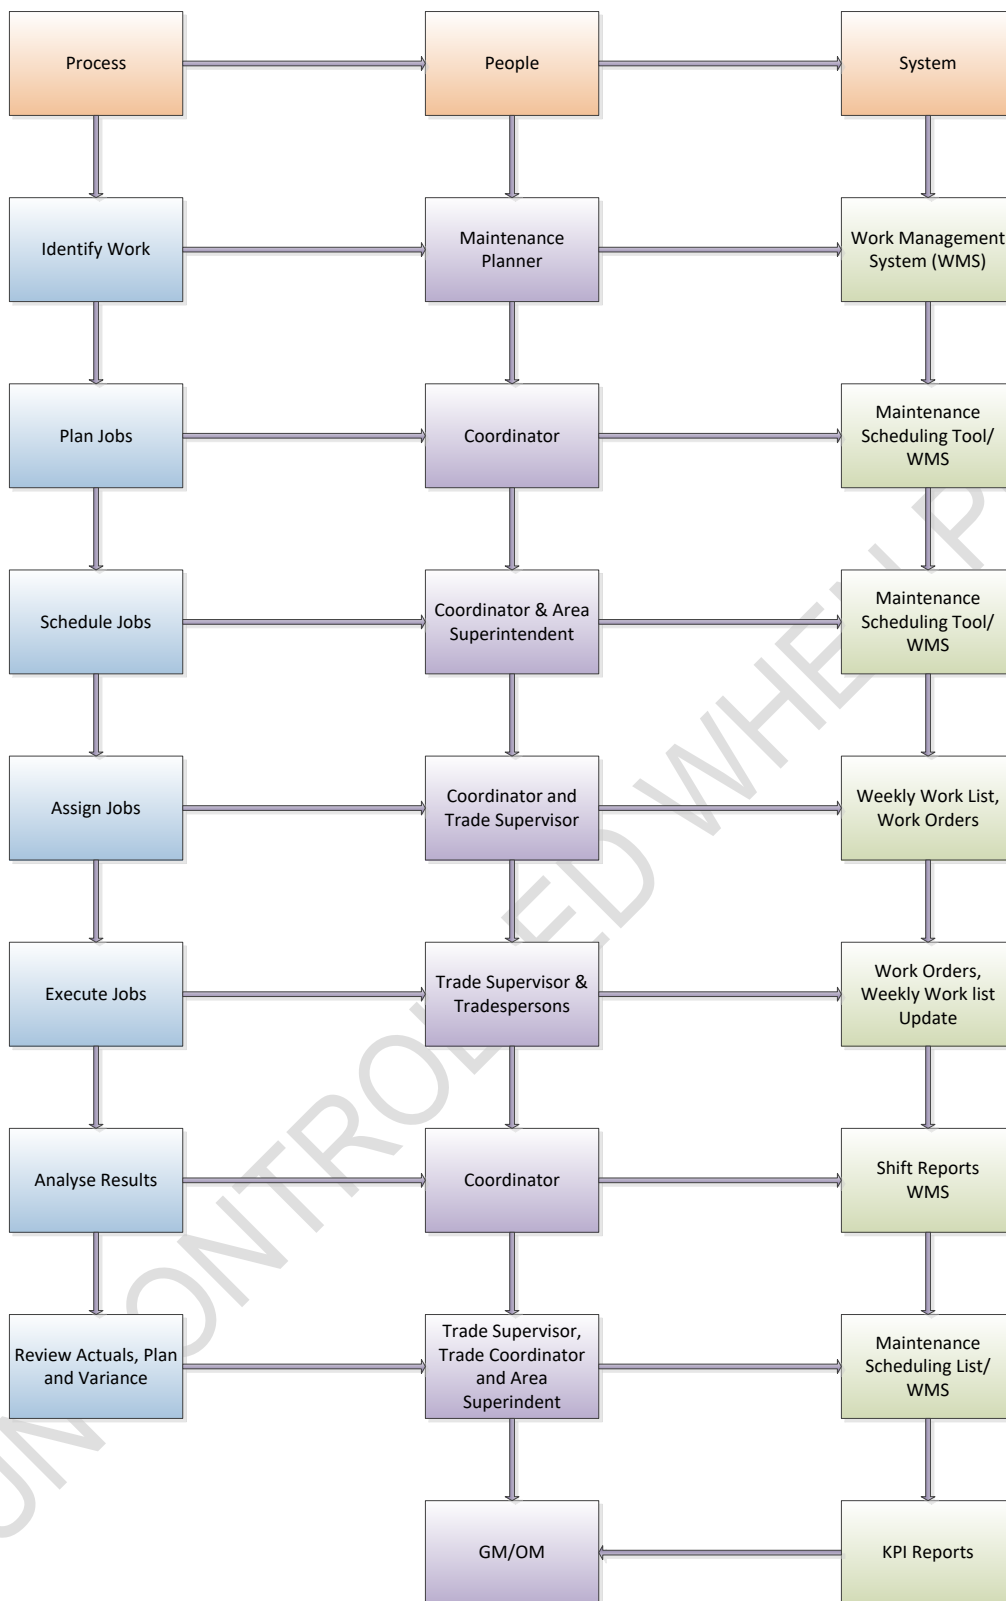 Process
People
System
Identify Work
Maintenance
Planner
Work Management
System (WMS)
Plan Jobs
Coordinator
Maintenance
Scheduling Tool/
WMS
Schedule Jobs
Coordinator & Area
Superintendent
Maintenance
Scheduling Tool/
WMS
Assign Jobs
Coordinator and
Trade Supervisor
Weekly Work List,
Work Orders
Execute Jobs
Trade Supervisor &
Tradespersons
Work Orders,
Weekly Work list
Update
Analyse Results
Coordinator
Shift Reports
WMS
Review Actuals, Plan
and Variance
Trade Supervisor,
Trade Coordinator
and Area
Superindent
Maintenance
Scheduling List/
WMS
GM/OM
KPI Reports
UNCONTROLLED WHEN P